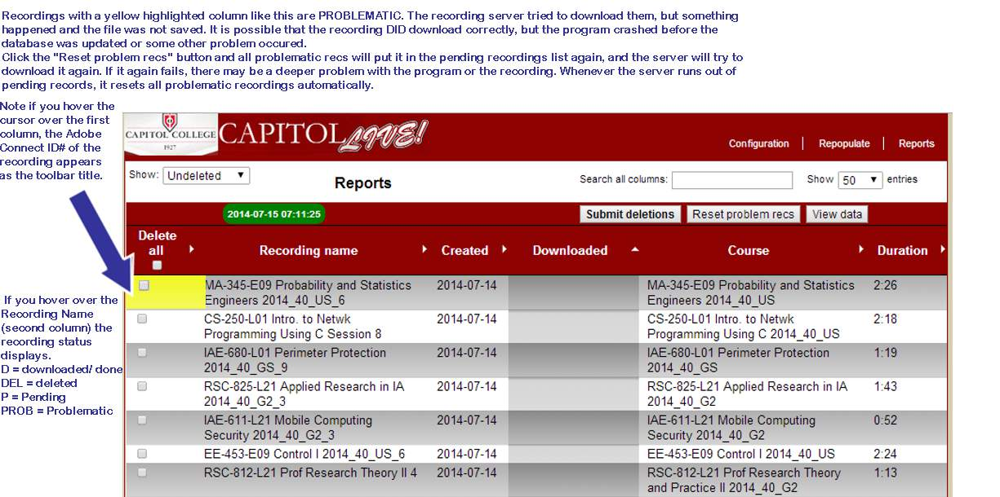 Recordings with a yellow highlighted column like this are PROBLEMATIC. The recording server tried to download them, but something
happened and the file was not saved. It is possible that the recording DID download correctly, but the program crashed before the
database was updated or some other problem occured.
Click the "Reset problem recs" button and all problematic recs will put it in the pending recordings list again, and the server will try to
download it again. If it again fails, there may be a deeper problem with the program or the recording. Whenever the server runs out of
pending records, it resets all problematic recordings automatically.
Note if you hover the
cursor over the first
column, the Adobe
Connect ID# of the
recording appears
as the toolbar title.
CAPITOL COLLEGE
1927
CAPITOL LIVE!
Configuration Repopulate Reports
Show: Undeleted
Reports
Search all columns:
Show 50 entries
2014-07-15 07:11:25
Submit deletions Reset problem recs View data
Delete
all
Recording name Created Downloaded Course Duration
MA-345-E09 Probability and Statistics 2014-07-14 MA-345-E09 Probability and Statistics 2:26
Engineers 2014_40_US_6 Engineers 2014_40_US
CS-250-L01 Intro. to Netwk 2014-07-14 CS-250-L01 Intro. to Netwk 2:18
Programming Using C Session 8 Programming Using C 2014_40_US
IAE-680-L01 Perimeter Protection 2014-07-14 IAE-680-L01 Perimeter Protection 1:19
2014_40_GS_9 2014_40_GS
RSC-825-L21 Applied Research in IA 2014-07-14 RSC-825-L21 Applied Research in IA 1:43
2014_40_G2_3 2014_40_G2
IAE-611-L21 Mobile Computing 2014-07-14 IAE-611-L21 Mobile Computing 0:52
Security 2014_40_G2_3 Security 2014_40_G2
EE-453-E09 Control I 2014_40_US_6 2014-07-14 EE-453-E09 Control I 2014_40_US 2:24
RSC-812-L21 Prof Research Theory II 4 2014-07-14 RSC-812-L21 Prof Research Theory 1:13
and Practice II 2014_40_G2
If you hover over the
Recording Name
(second column) the
recording status
displays.
D = downloaded/ done
DEL = deleted
P = Pending
PROB = Problematic